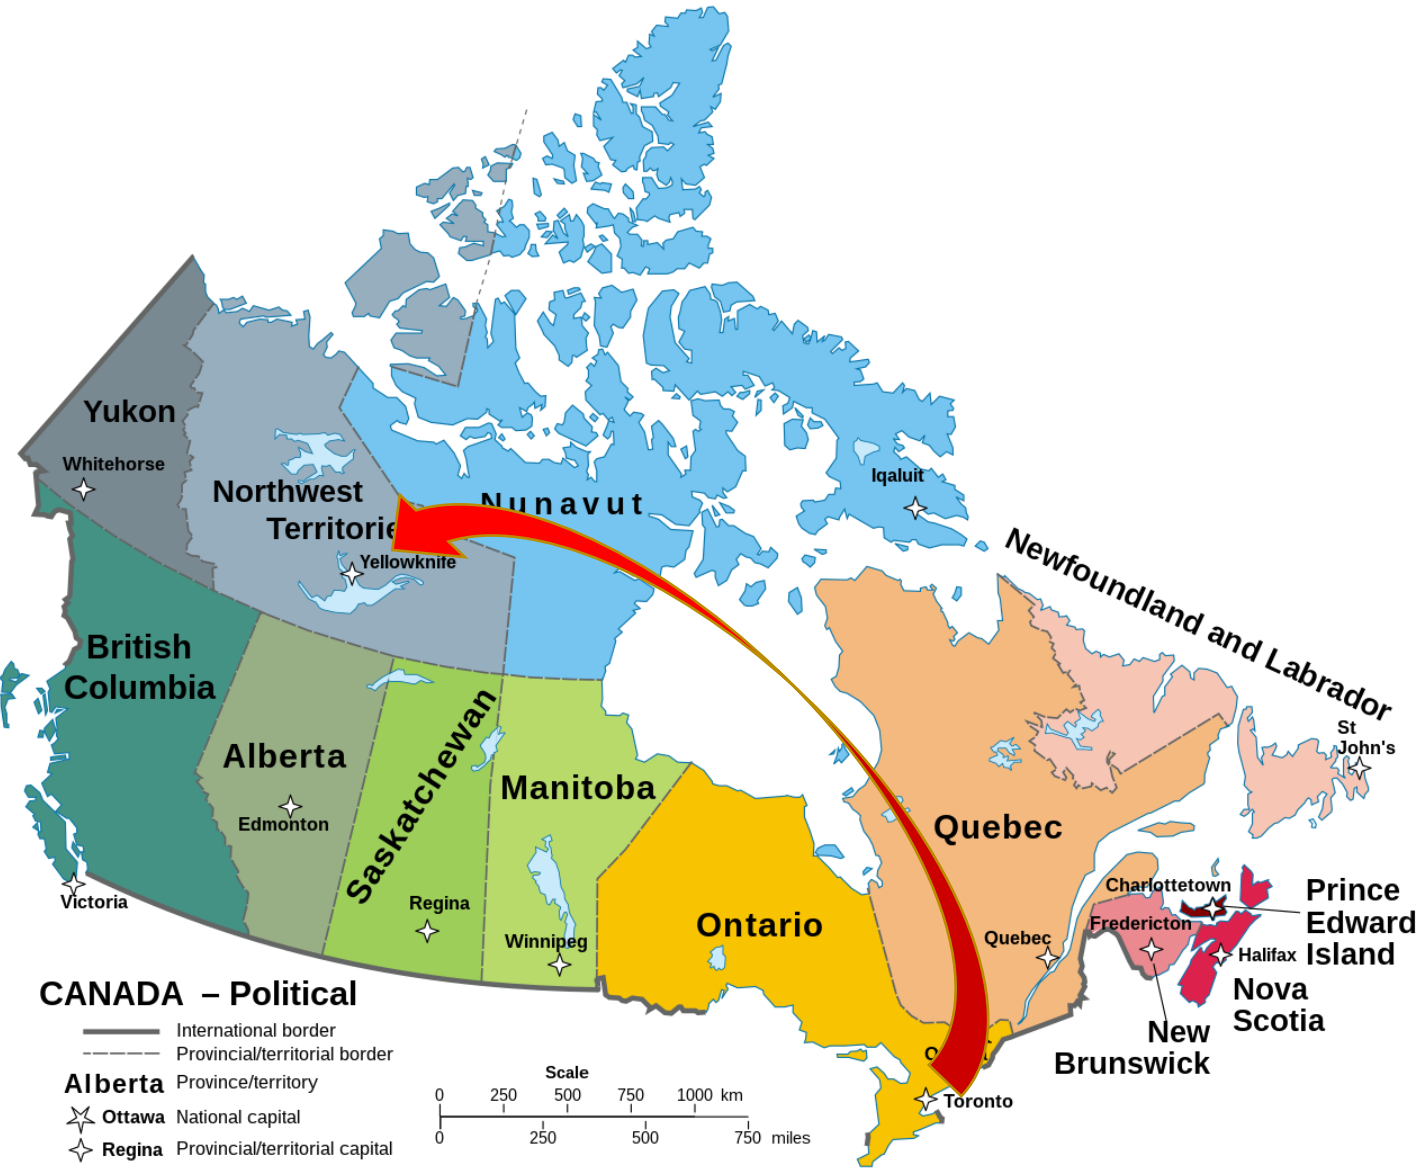 Yukon
Whitehorse
Northwest
Yellowknife
Nunavut
Iqaluit
Newfoundland and Labrador
St
John's
British
Columbia
Victoria
Alberta
Edmonton
Saskatchewan
Regina
Manitoba
Winnipeg
Ontario
Toronto
Quebec
Quebec
Charlottetown
Fredericton
Prince
Edward
Island
Halifax
Nova
Scotia
New
Brunswick
CANADA – Political
International border
Provincial/territorial border
Alberta Province/territory
Ottawa National capital
Regina Provincial/territorial capital
Scale
0 250 500 750 1000 km
0 250 500 750 miles